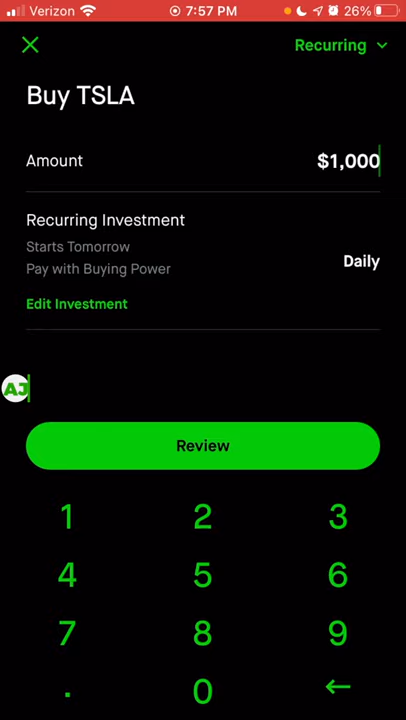 Verizon 7:57 PM 26%
Recurring
Buy TSLA
Amount $1,000
Recurring Investment
Starts Tomorrow
Daily
Pay with Buying Power
Edit Investment
AJ
Review
1 2 3
4 5 6
7 8 9
. 0